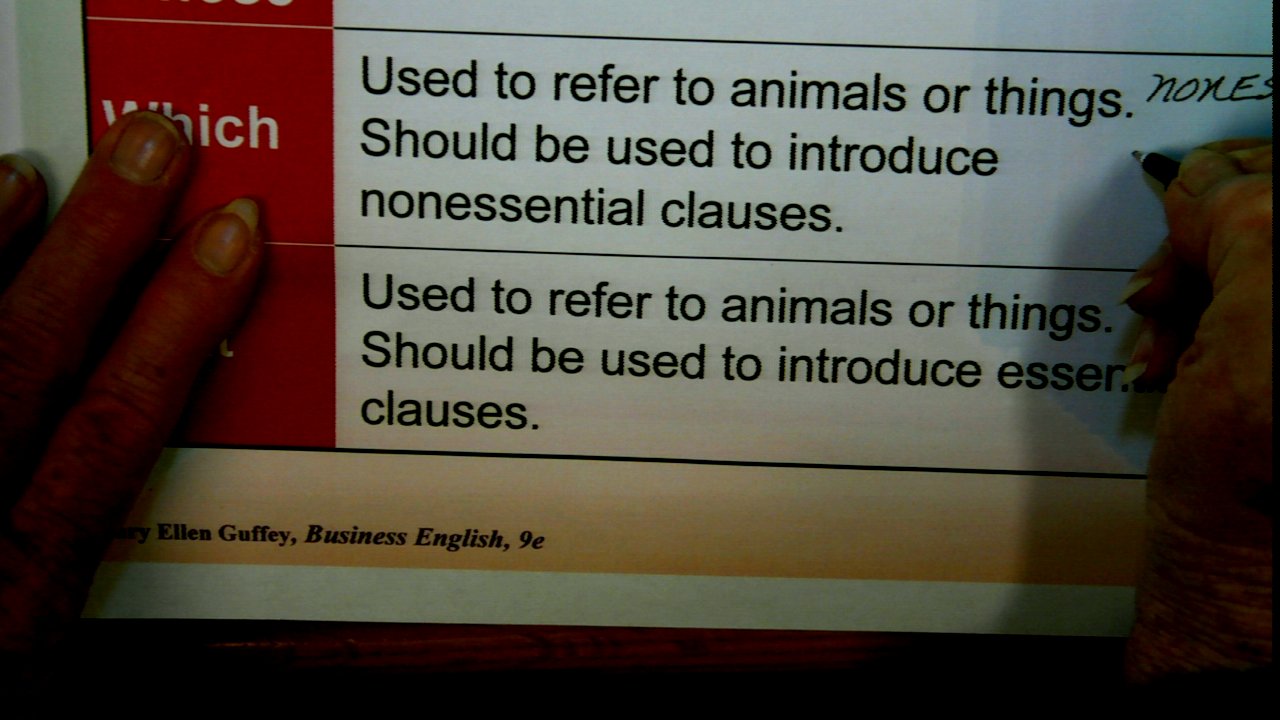 Which
Used to refer to animals or things.
Should be used to introduce
nonessential clauses.
Used to refer to animals or things.
Should be used to introduce
clauses.
Ellen Guffey, Business English, 9e